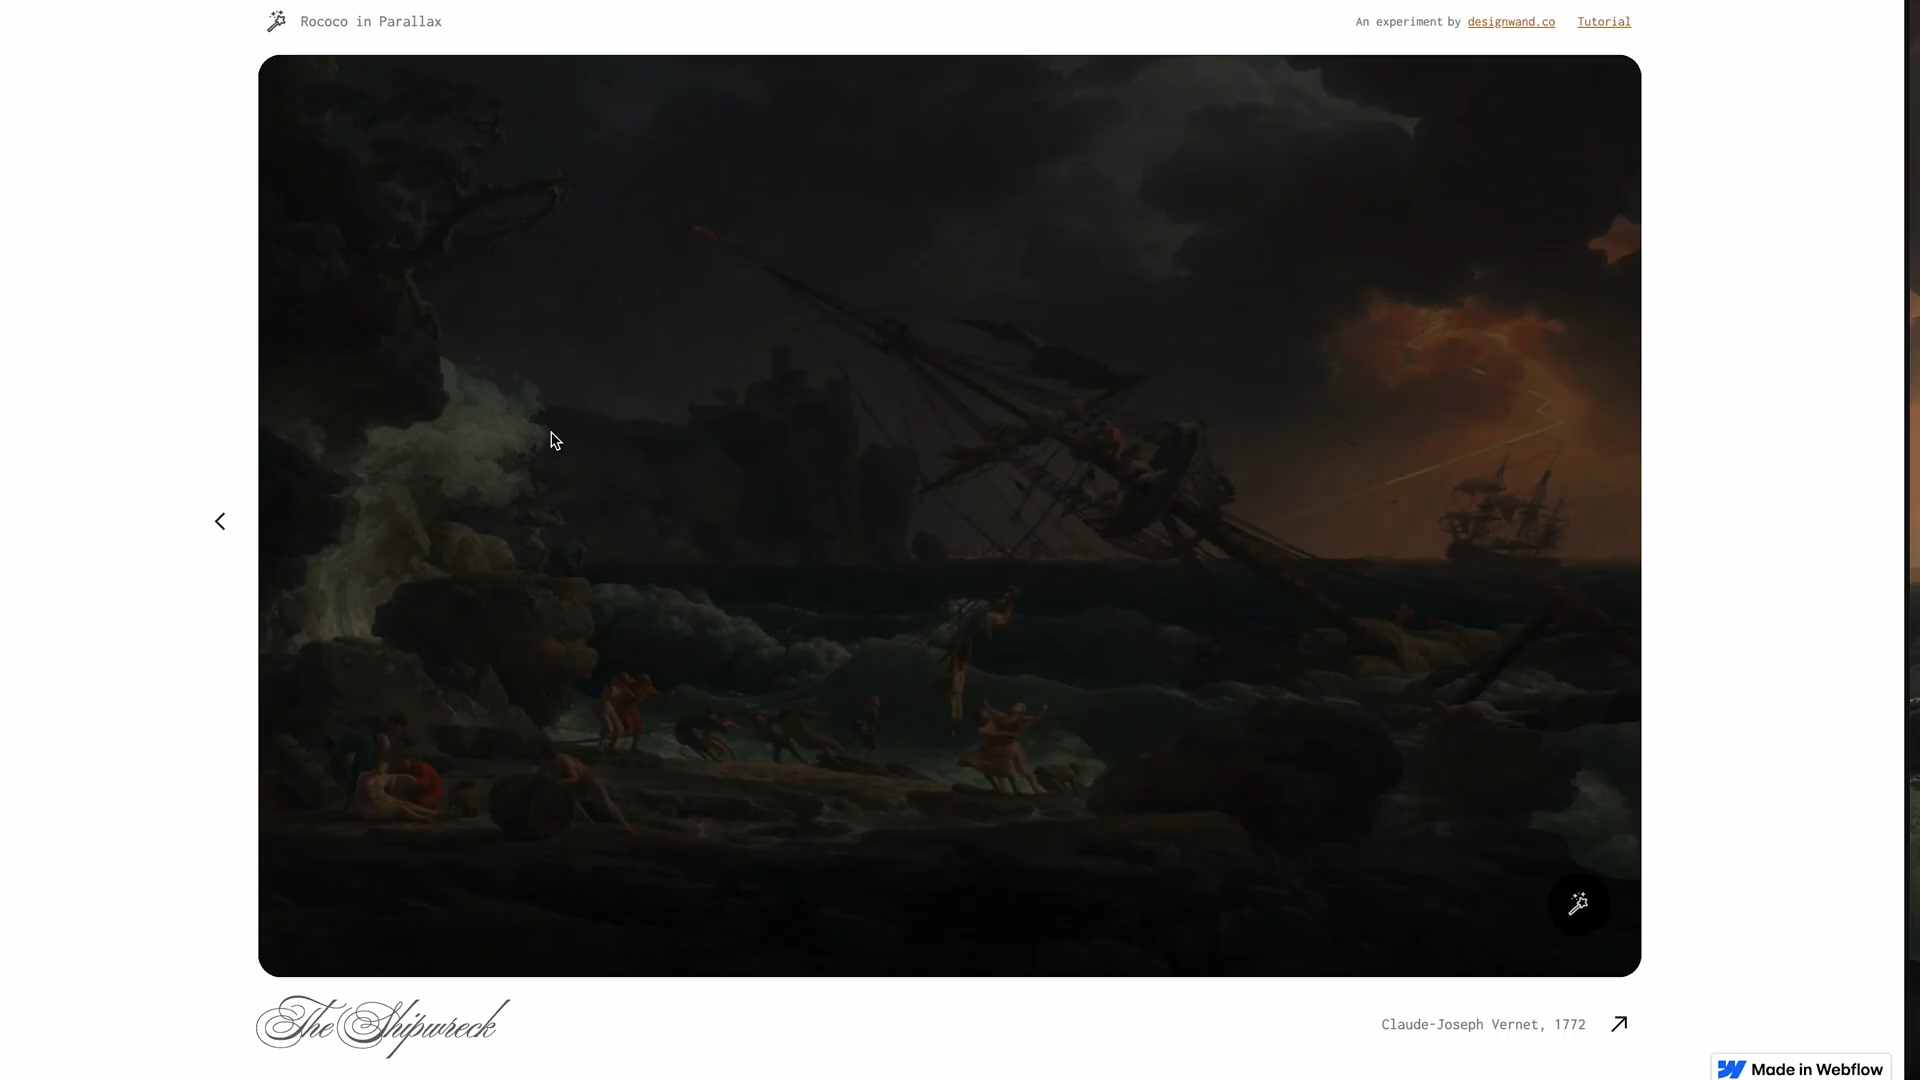 Rococo in Parallax
An experiment by designwand.co Tutorial
The Shipwreck
Claude-Joseph Vernet, 1772
Made in Webflow